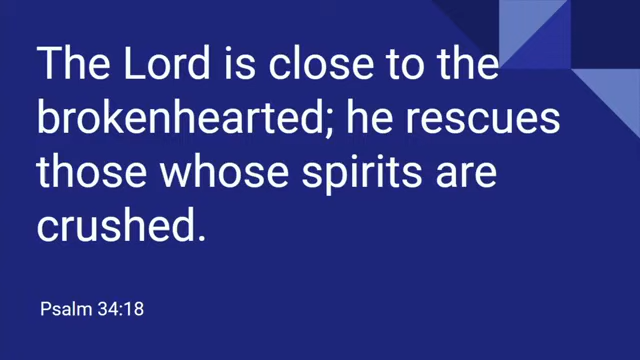 The Lord is close to the
brokenhearted; he rescues
those whose spirits are
crushed.
Psalm 34:18